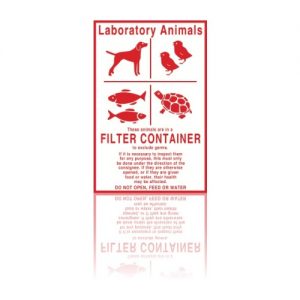 Laboratory Animals
These animals are in a
FILTER CONTAINER
to exclude germs
If it is necessary to inspect them
for any purpose, this must only
be done under the direction of the
consignee. If they are otherwise
opened, or if they are given
food or water, their health
may be affected.
DO NOT OPEN, FEED OR WATER